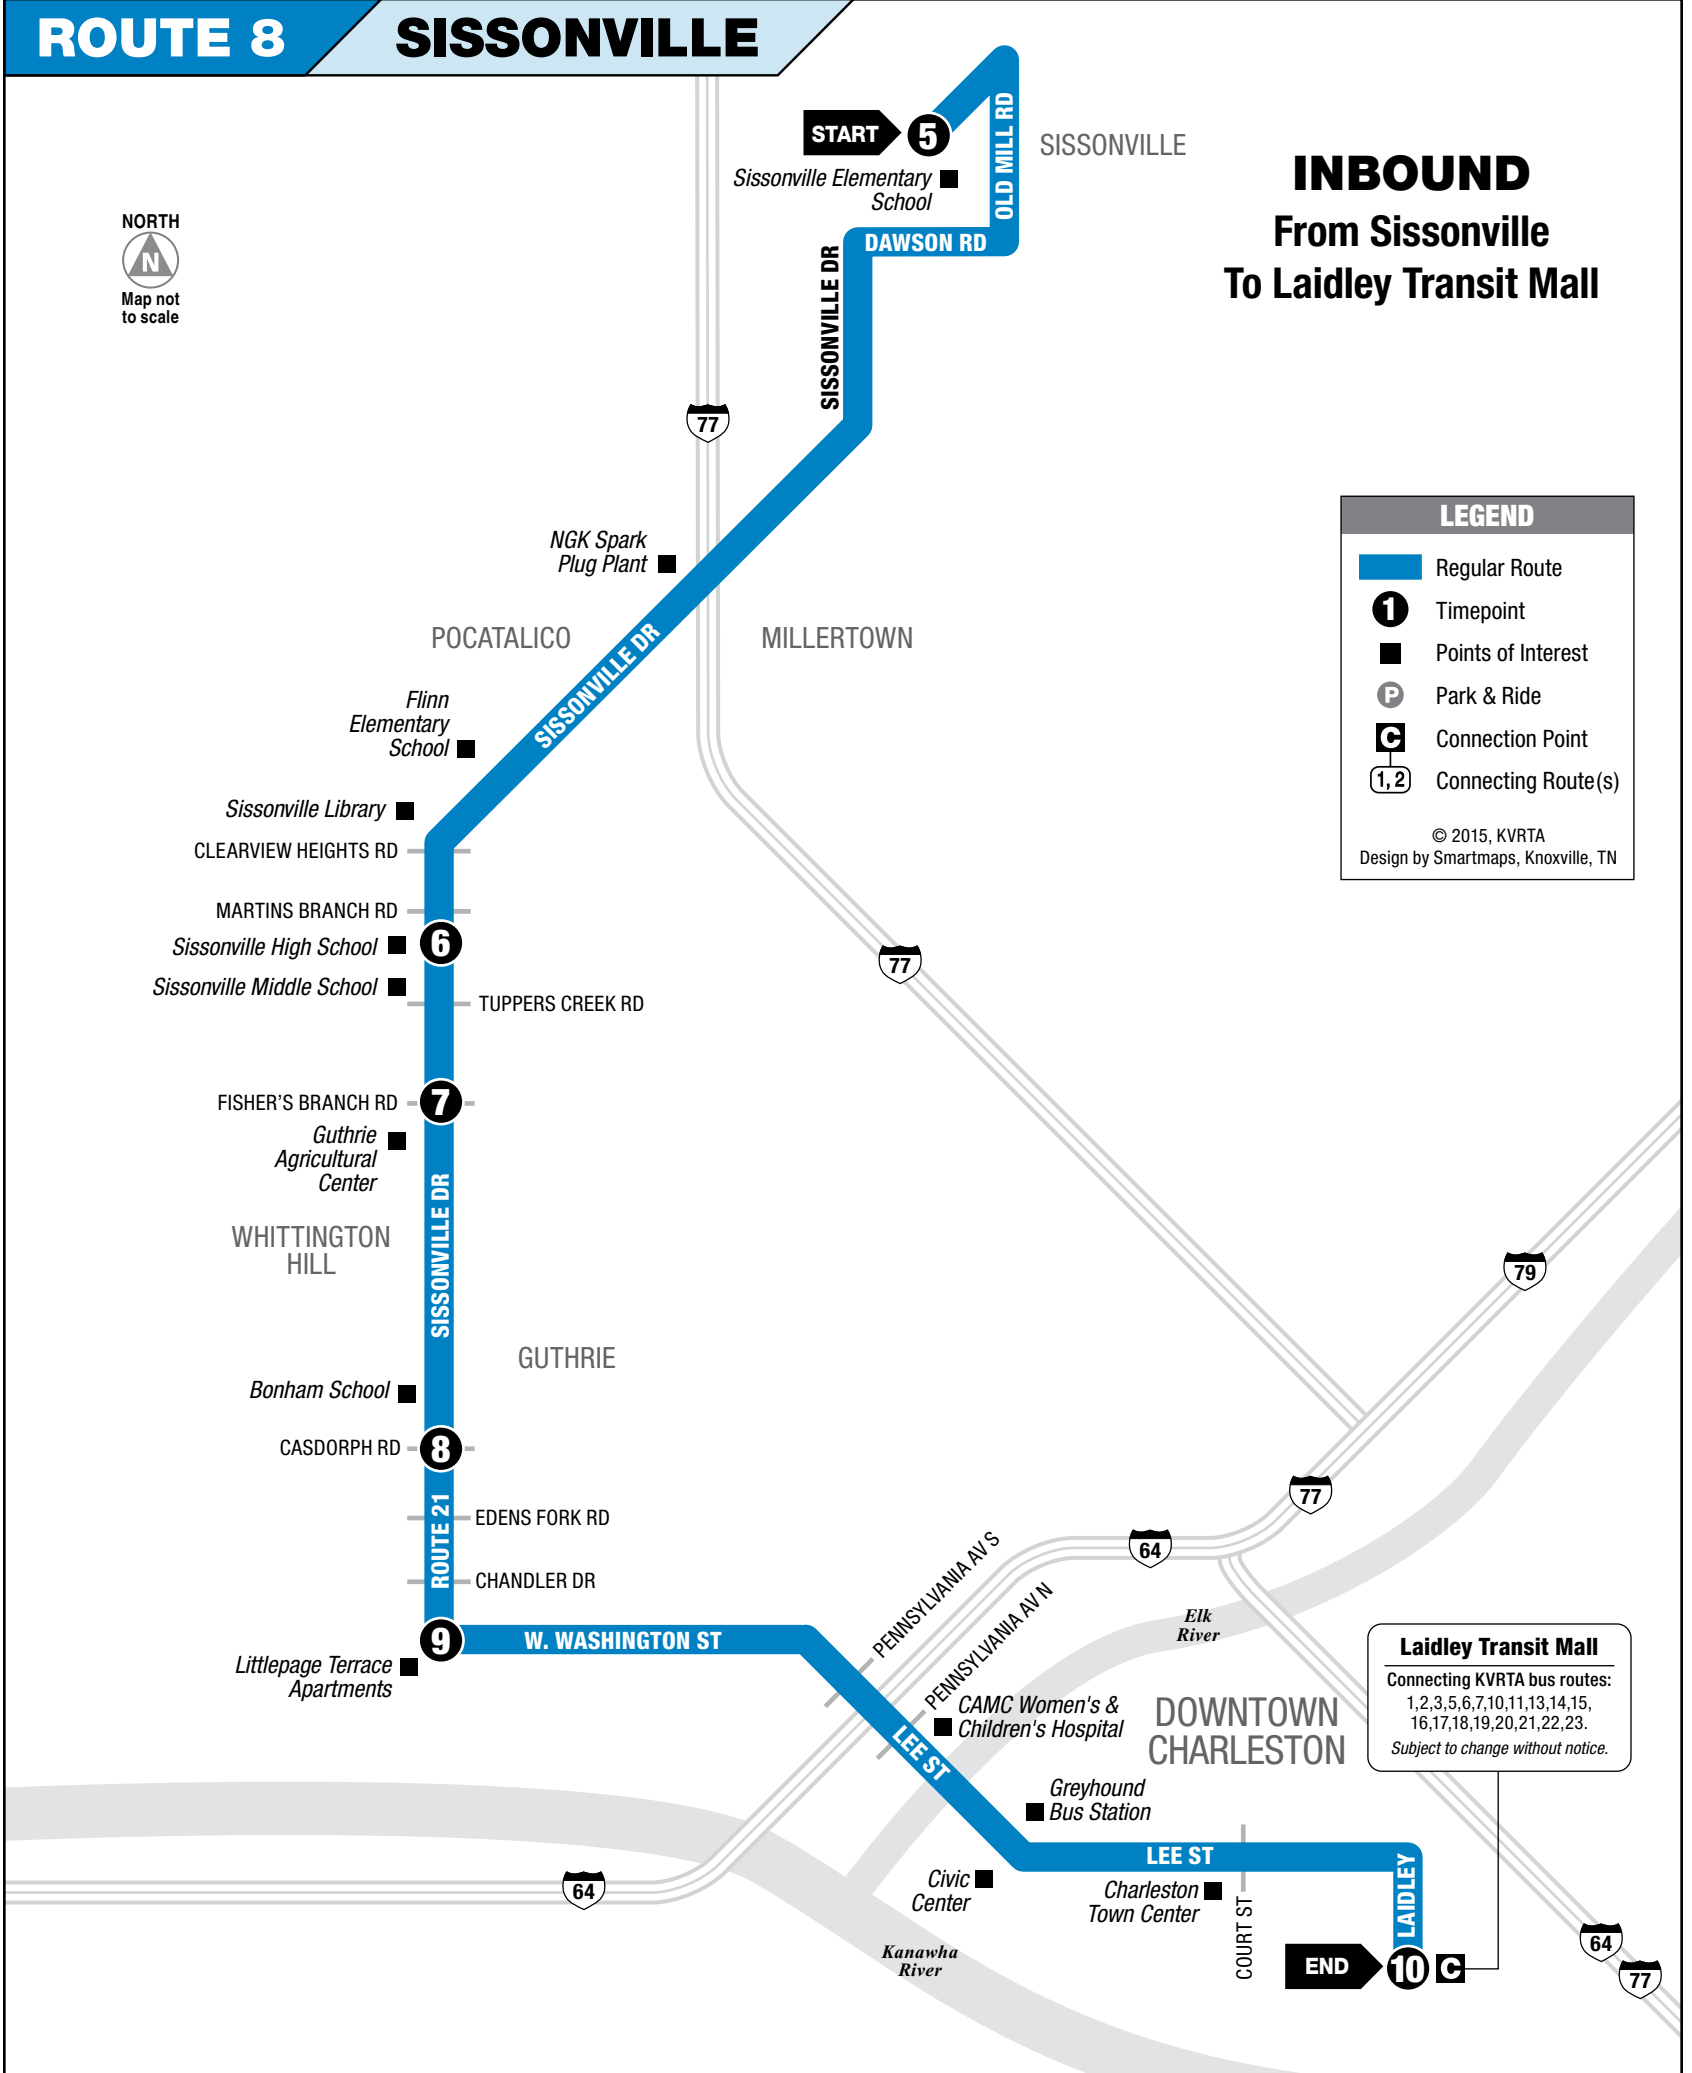 ROUTE 8
SISSONVILLE
START
5
Sissonville Elementary
School
OLD MILL RD
SISSONVILLE
DAWSON RD
SISSONVILLE DR
INBOUND
From Sissonville
To Laidley Transit Mall
NORTH
N
Map not
to scale
77
NGK Spark
Plug Plant
POCATALICO
MILLERTOWN
SISSONVILLE DR
LEGEND
Regular Route
1
Timepoint
Points of Interest
P
Park & Ride
C
Connection Point
1, 2
Connecting Route(s)
© 2015, KVRTA
Design by Smartmaps, Knoxville, TN
Flinn
Elementary
School
Sissonville Library
CLEARVIEW HEIGHTS RD
MARTINS BRANCH RD
Sissonville High School
6
Sissonville Middle School
TUPPERS CREEK RD
77
FISHER'S BRANCH RD
7
Guthrie
Agricultural
Center
SISSONVILLE DR
WHITTINGTON
HILL
79
GUTHRIE
Bonham School
CASDORPH RD
8
77
ROUTE 21
EDENS FORK RD
64
CHANDLER DR
PENNSYLVANIA AV S
PENNSYLVANIA AV N
Elk
River
9
W. WASHINGTON ST
Littlepage Terrace
Apartments
CAMC Women's &
Children's Hospital
LEE ST
DOWNTOWN
CHARLESTON
Laidley Transit Mall
Connecting KVRTA bus routes:
1,2,3,5,6,7,10,11,13,14,15,
16,17,18,19,20,21,22,23.
Subject to change without notice.
Greyhound
Bus Station
LEE ST
LAIDLEY
64
Civic
Center
Charleston
Town Center
COURT ST
Kanawha
River
END
10
C
64
77